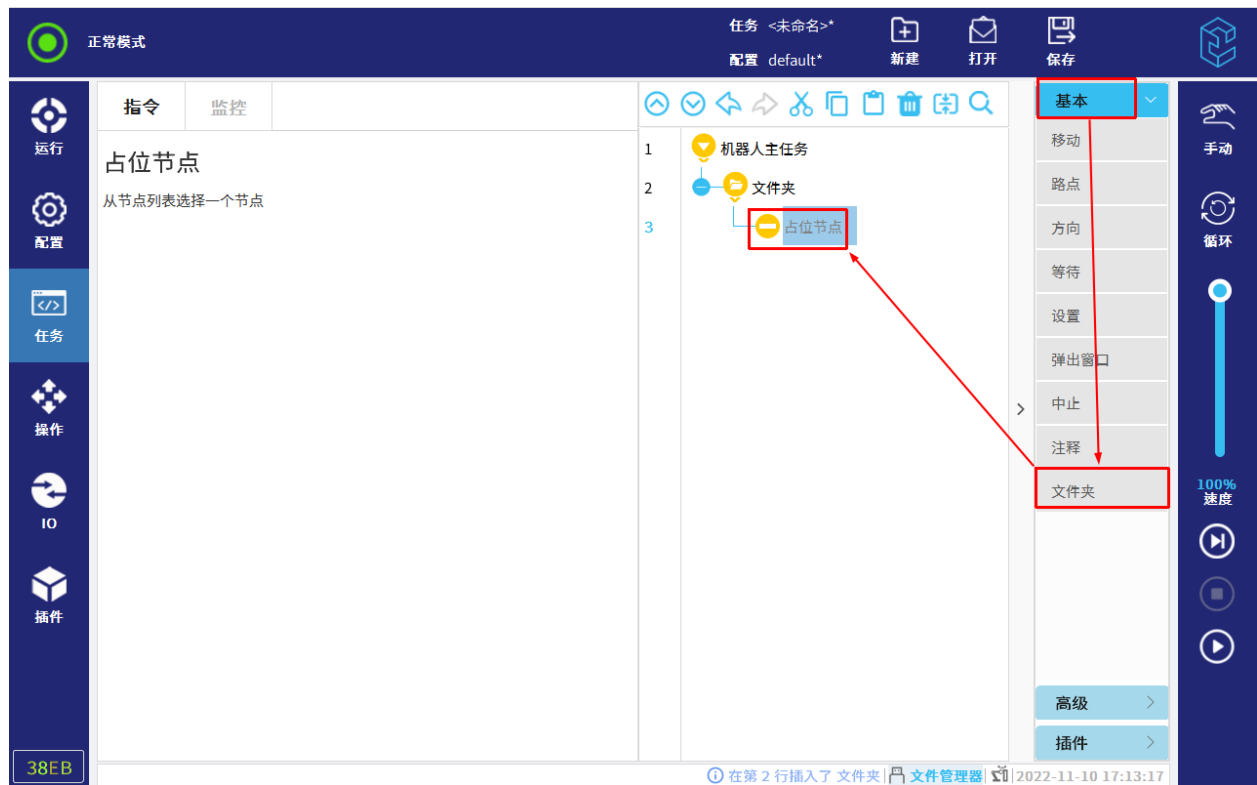 正常模式
任务 <未命名>*
配置 default*
新建
打开
保存
运行
配置
任务
操作
IO
插件
38EB
指令
监控
占位节点
从节点列表选择一个节点
1 机器人主任务
2 文件夹
3 占位节点
基本
移动
路点
方向
等待
设置
弹出窗口
中止
注释
文件夹
高级
插件
手动
循环
100%
速度
在第 2 行插入了 文件夹 文件管理器 2022-11-10 17:13:17